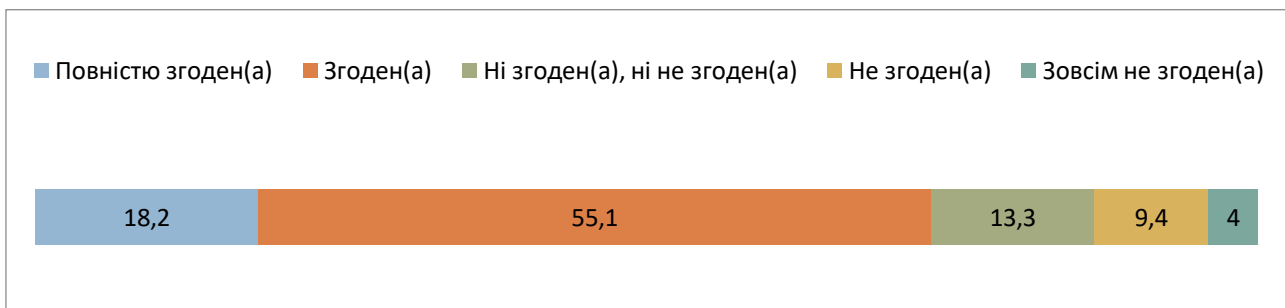 Повністю згоден(а) Згоден(а) Ні згоден(а), ні не згоден(а) Не згоден(а) Зовсім не згоден(а)
18,2 55,1 13,3 9,4 4